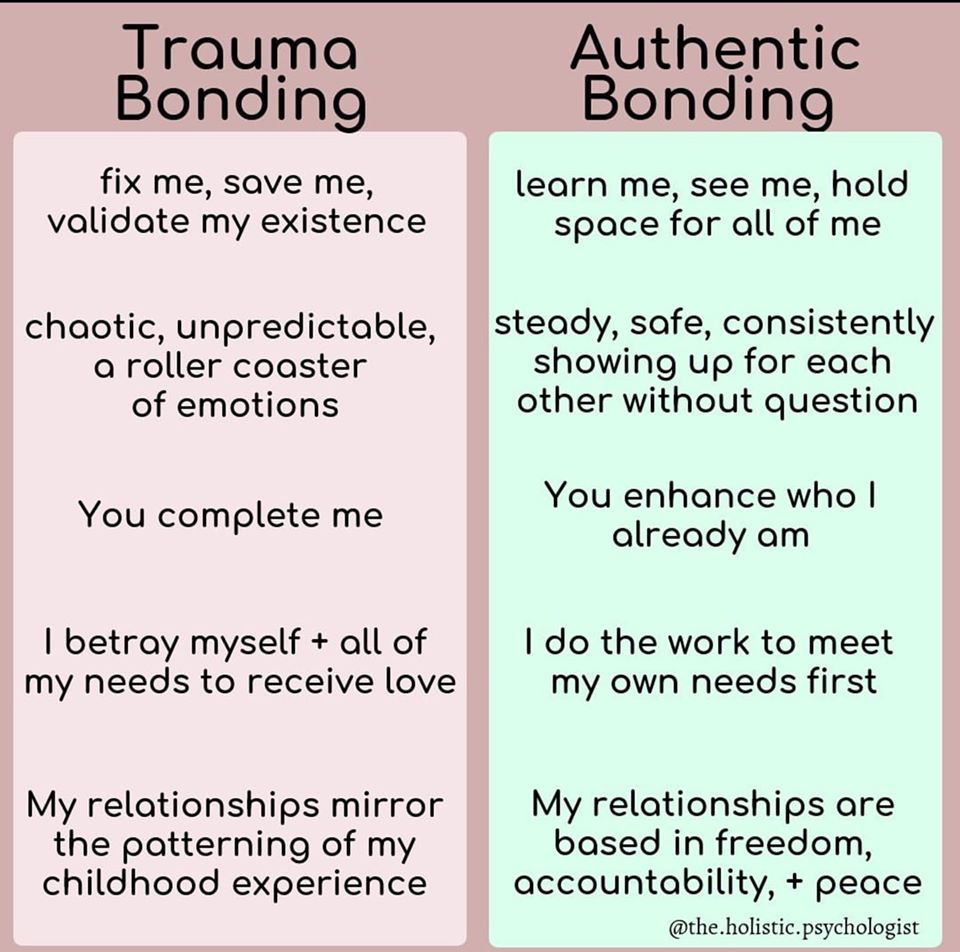 Trauma
Bonding
fix me, save me,
validate my existence
chaotic, unpredictable,
a roller coaster
of emotions
You complete me
I betray myself + all of
my needs to receive love
My relationships mirror
the patterning of my
childhood experience
Authentic
Bonding
learn me, see me, hold
space for all of me
steady, safe, consistently
showing up for each
other without question
You enhance who I
already am
I do the work to meet
my own needs first
My relationships are
based in freedom,
accountability, + peace
@the.holistic.psychologist